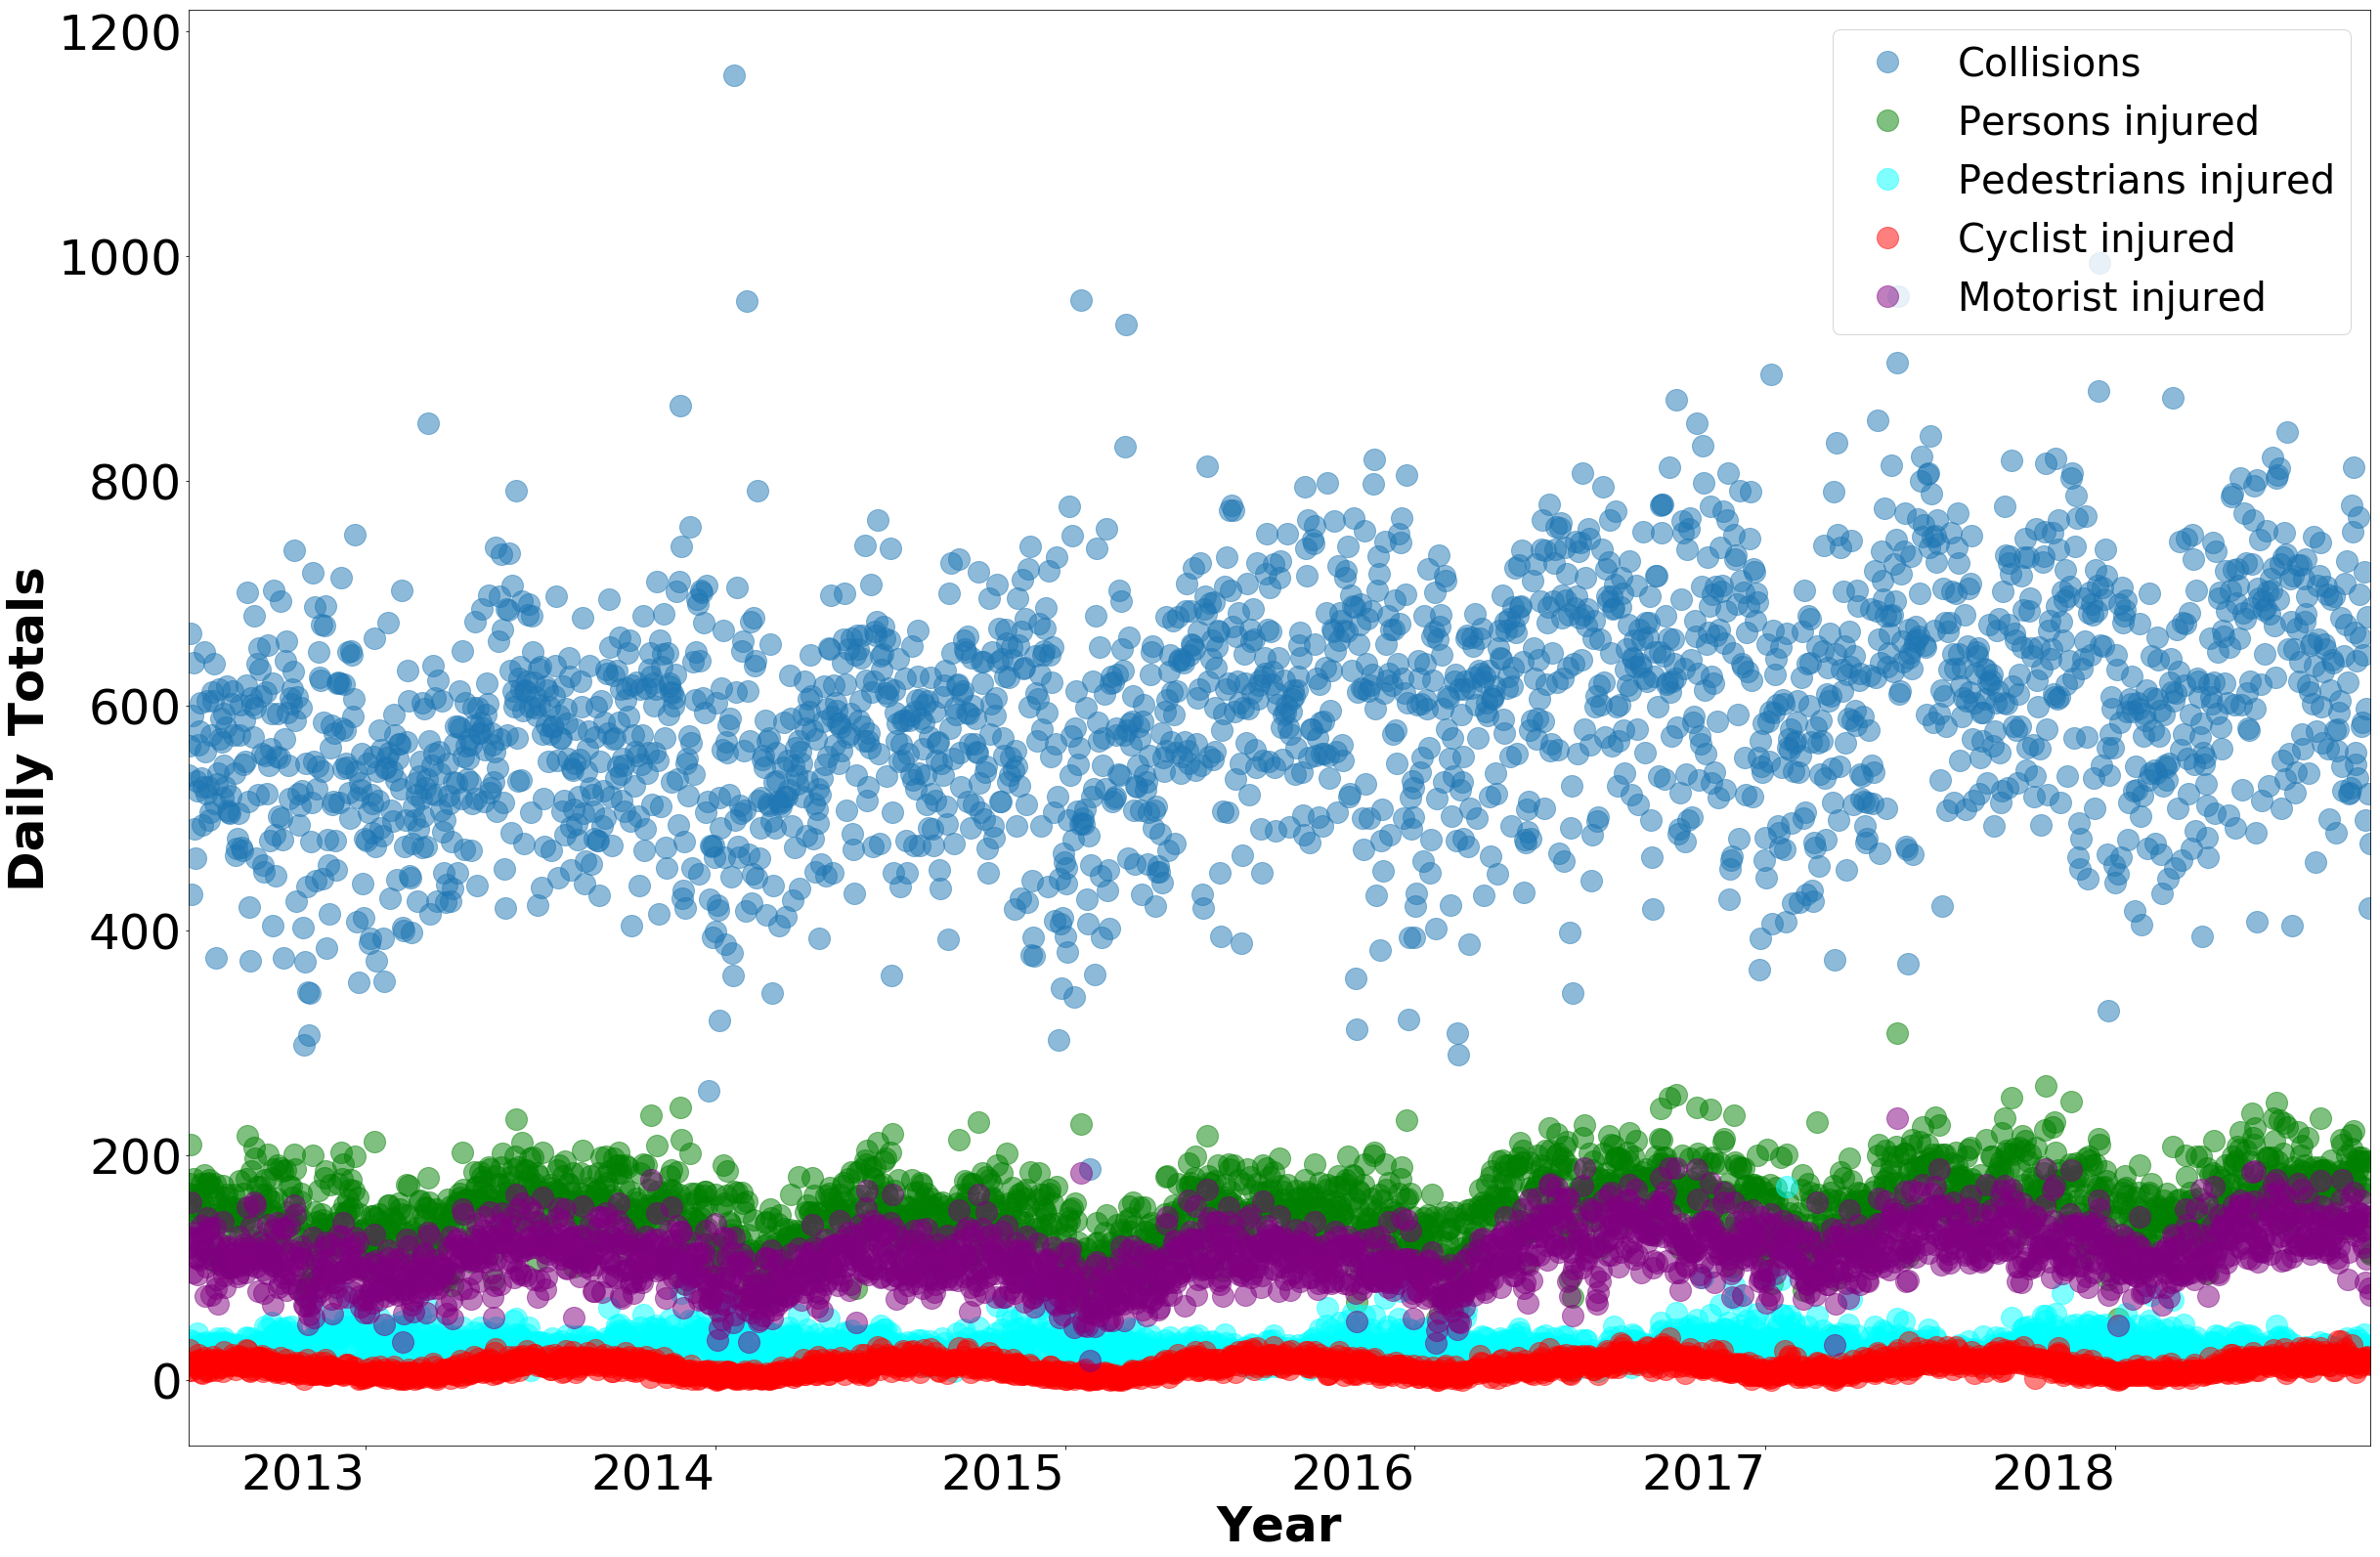 1200
1000
800
600
400
200
0
Daily Totals
Collisions
Persons injured
Pedestrians injured
Cyclist injured
Motorist injured
2013
2014
2015
2016
2017
2018
Year